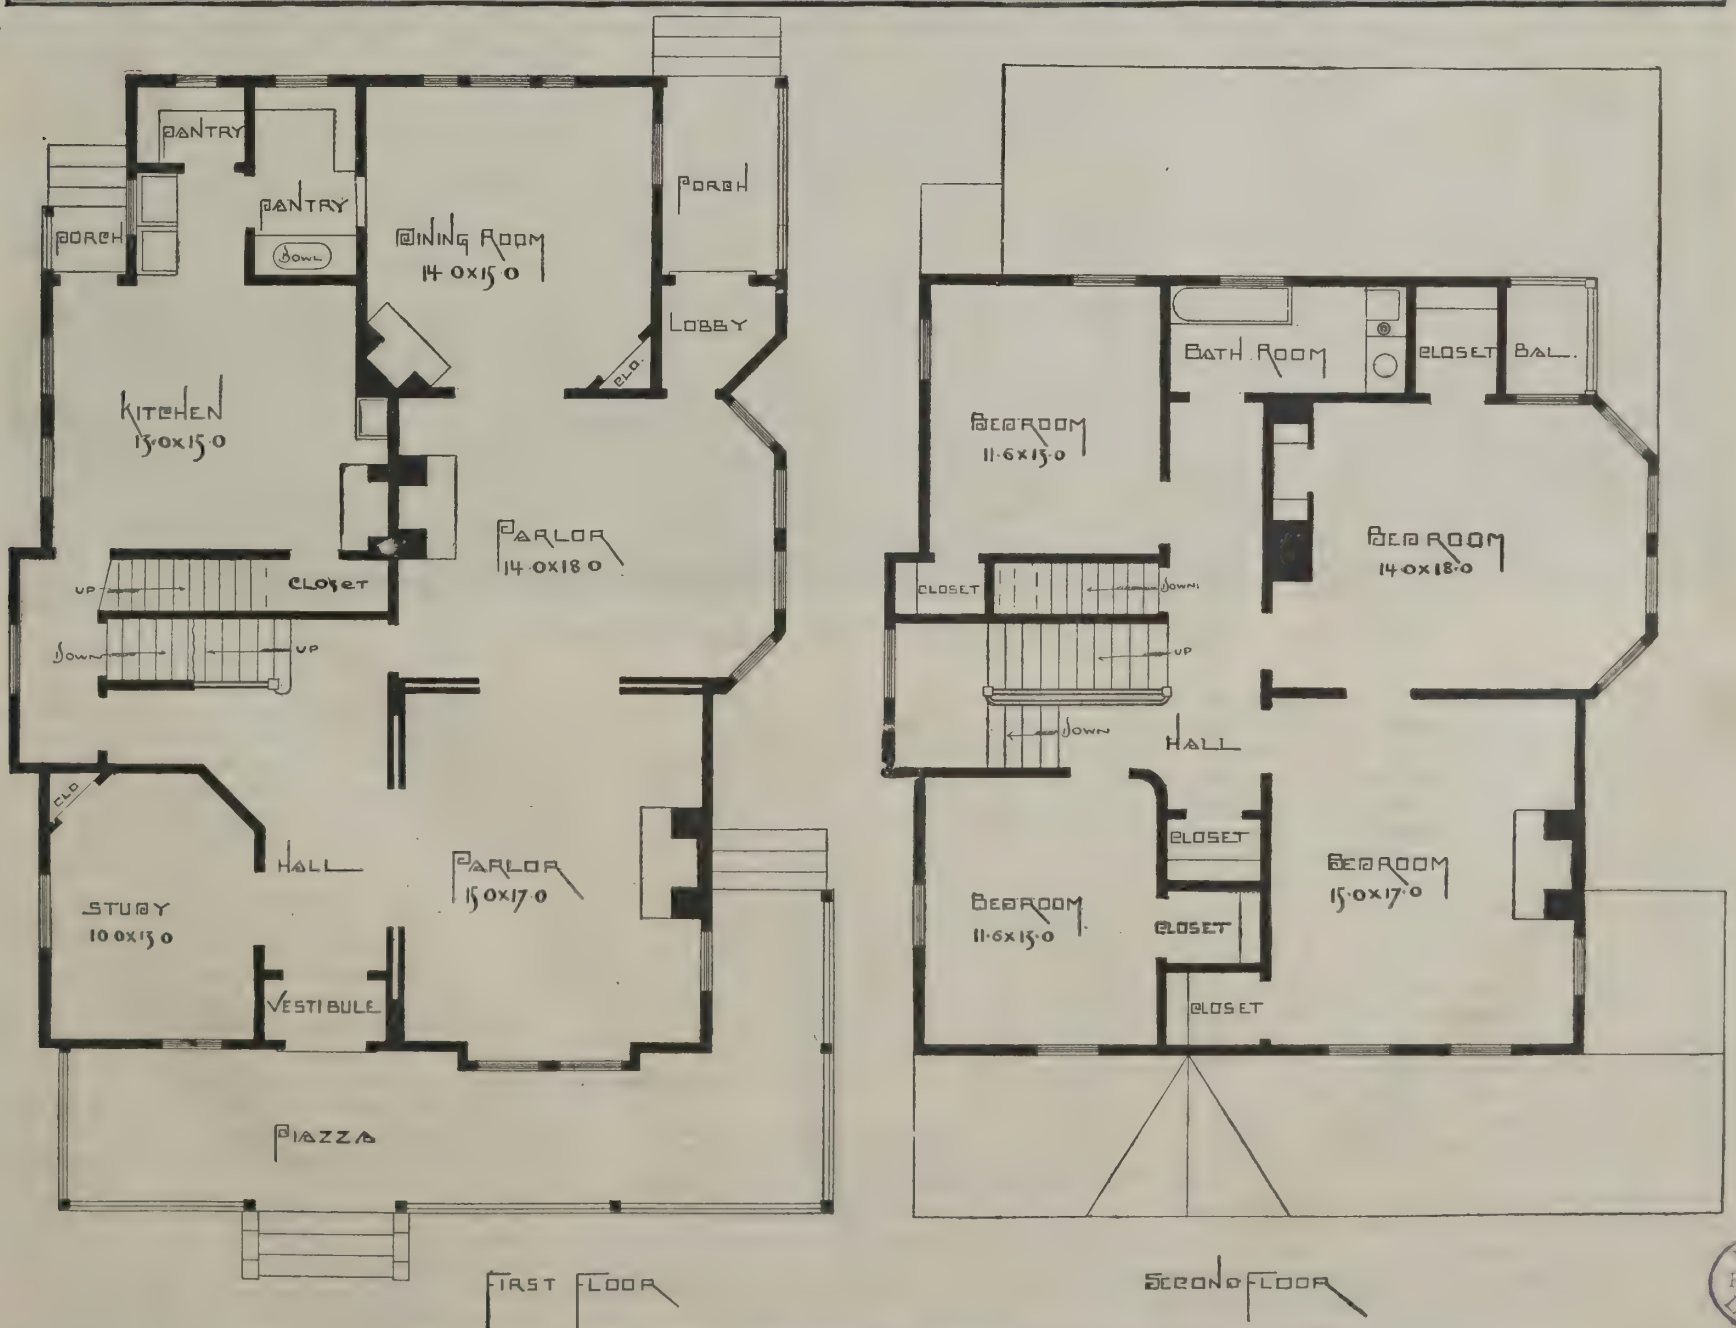 PANTRY
PANTRY
BOWL
PORCH
DINING ROOM
14 0x15.0
PORCH
LOBBY
CLO.
KITCHEN
13.0x15.0
PARLOR
14.0x18 0
UP
CLOSET
DOWN
UP
CLO
HALL
STUDY
10 0x13 0
PARLOR
15 0x17.0
VESTIBULE
PIAZZA
FIRST FLOOR
BATH ROOM
CLOSET
BAL.
BEDROOM
11.6x13.0
BEDROOM
14.0x18.0
CLOSET
DOWN
UP
DOWN
HALL
CLOSET
BEDROOM
15.0x17.0
BEDROOM
11.6x13.0
CLOSET
CLOSET
SECOND FLOOR